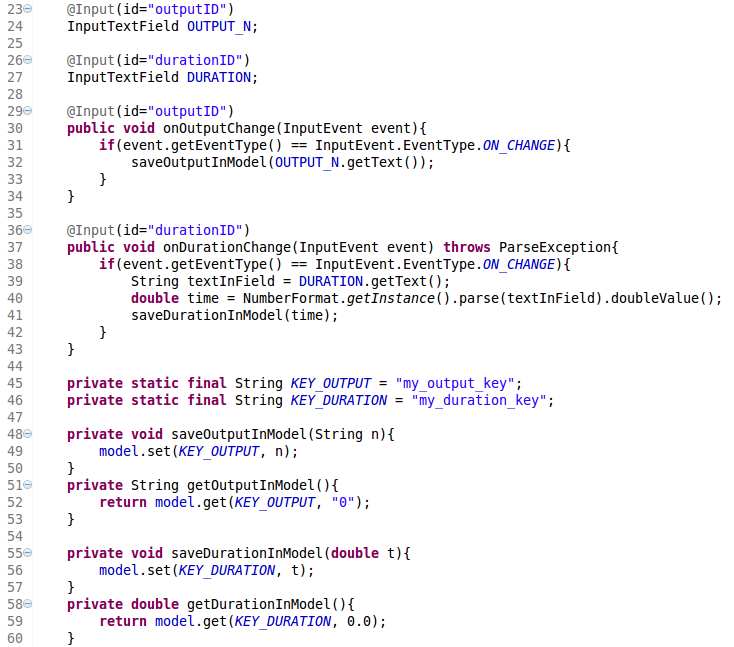 23 @Input(id="outputID")
24 InputTextField OUTPUT_N;
25
26 @Input(id="durationID")
27 InputTextField DURATION;
28
29 @Input(id="outputID")
30 public void onOutputChange(InputEvent event){
31 if(event.getEventType() == InputEvent.EventType.ON_CHANGE){
32 saveOutputInModel(OUTPUT_N.getText());
33 }
34 }
35
36 @Input(id="durationID")
37 public void onDurationChange(InputEvent event) throws ParseException{
38 if(event.getEventType() == InputEvent.EventType.ON_CHANGE){
39 String textInField = DURATION.getText();
40 double time = NumberFormat.getInstance().parse(textInField).doubleValue();
41 saveDurationInModel(time);
42 }
43 }
44
45 private static final String KEY_OUTPUT = "my_output_key";
46 private static final String KEY_DURATION = "my_duration_key";
47
48 private void saveOutputInModel(String n){
49 model.set(KEY_OUTPUT, n);
50 }
51 private String getOutputInModel(){
52 return model.get(KEY_OUTPUT, "0");
53 }
54
55 private void saveDurationInModel(double t){
56 model.set(KEY_DURATION, t);
57 }
58 private double getDurationInModel(){
59 return model.get(KEY_DURATION, 0.0);
60 }